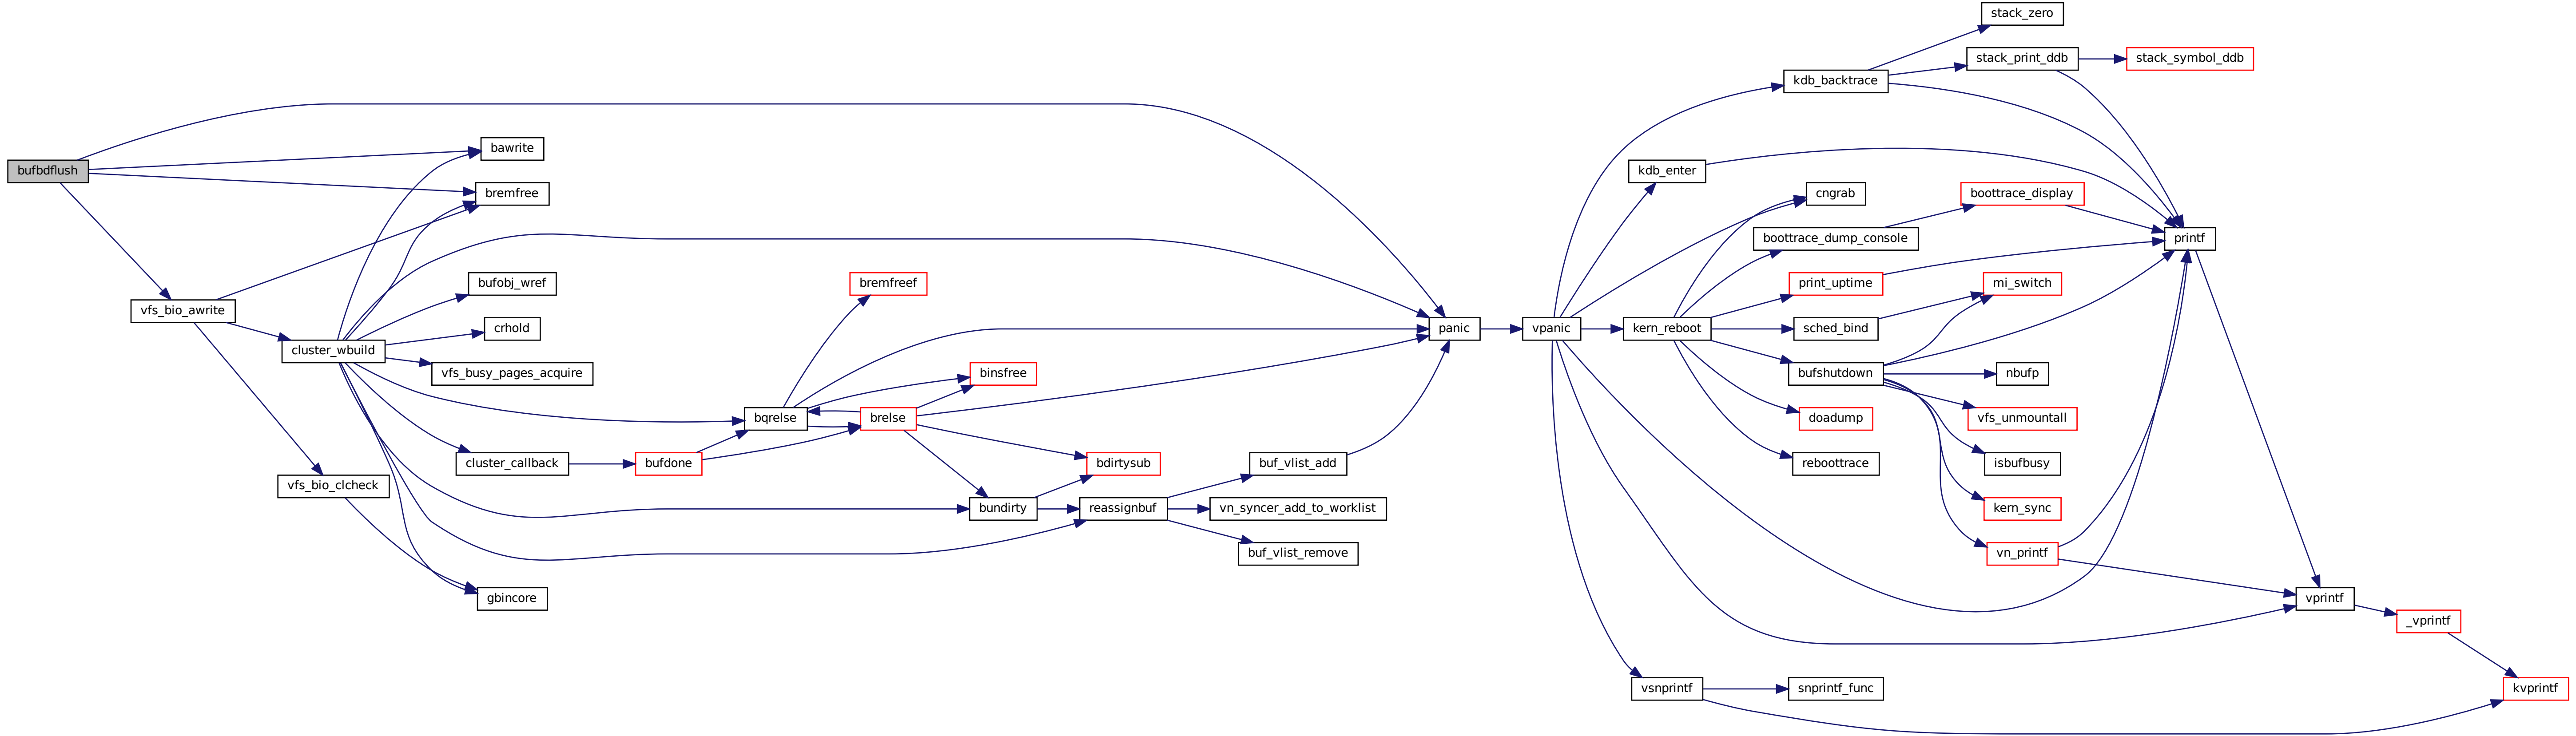 stack_zero
stack_print_ddb
stack_symbol_ddb
kdb_backtrace
bawrite
bufbdflush
kdb_enter
bremfree
cngrab
boottrace_display
boottrace_dump_console
printf
bufobj_wref
bremfreef
print_uptime
mi_switch
vfs_bio_awrite
crhold
panic
vpanic
kern_reboot
sched_bind
cluster_wbuild
vfs_busy_pages_acquire
binsfree
bufshutdown
nbufp
bqrelse
brelse
doadump
vfs_unmountall
cluster_callback
bufdone
bdirtysub
buf_vlist_add
reboottrace
isbufbusy
vfs_bio_clcheck
bundirty
reassignbuf
vn_syncer_add_to_worklist
kern_sync
buf_vlist_remove
vn_printf
gbincore
vprintf
_vprintf
vsnprintf
snprintf_func
kvprintf